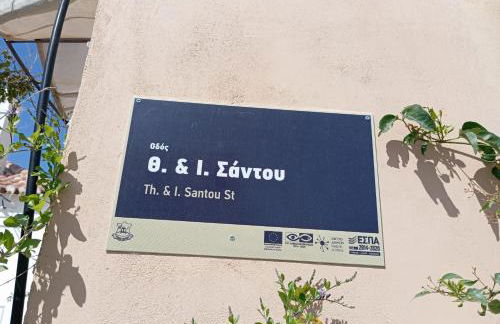 Οδός
Θ. & Ι. Σάντου
Th. & I. Santou St
ΕΣΠΑ
2014-2020